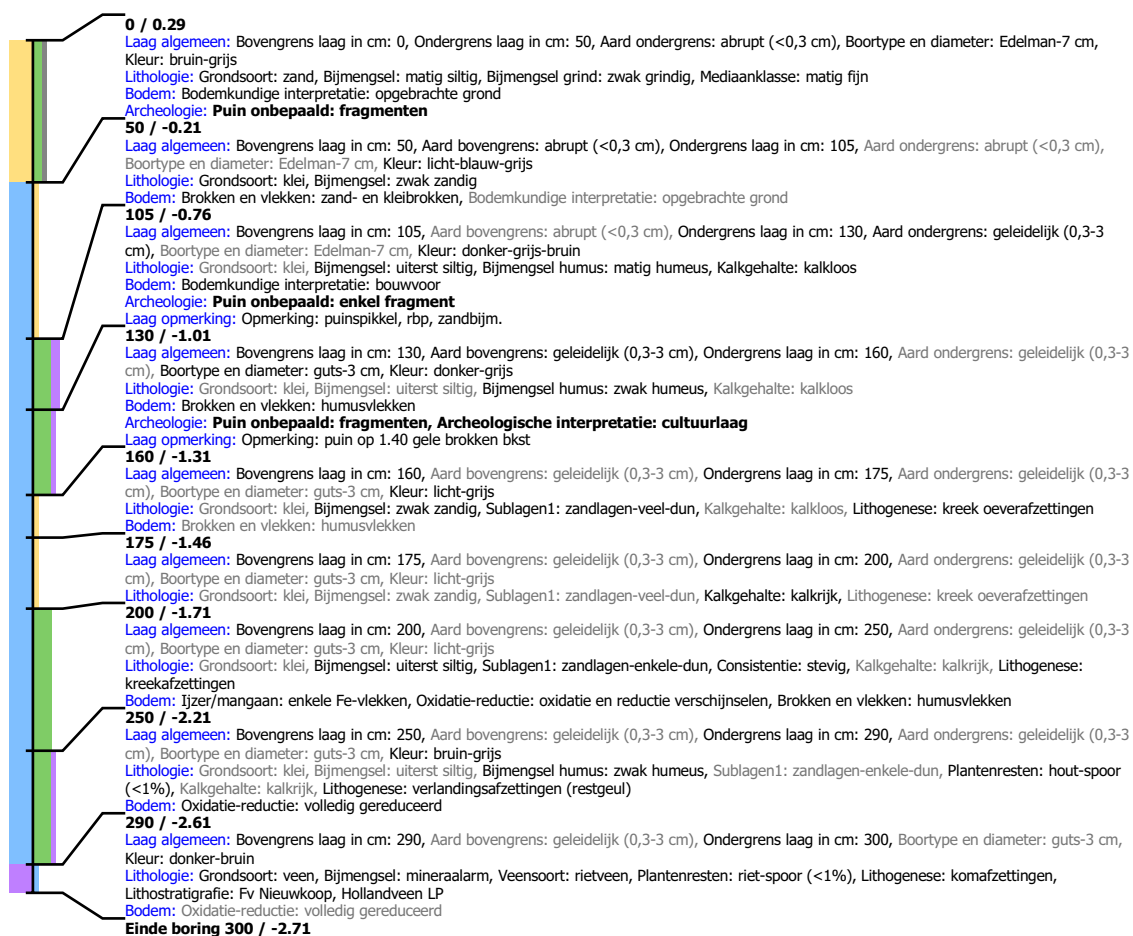 0 / 0.29
Laag algemeen: Bovengrens laag in cm: 0, Ondergrens laag in cm: 50, Aard ondergrens: abrupt (<0,3 cm), Boortype en diameter: Edelman-7 cm,
Kleur: bruin-grijs
Lithologie: Grondsoort: zand, Bijmengsel: matig siltig, Bijmengsel grind: zwak grindig, Mediaanklasse: matig fijn
Bodem: Bodemkundige interpretatie: opgebrachte grond
Archeologie: Puin onbepaald: fragmenten
50 / -0.21
Laag algemeen: Bovengrens laag in cm: 50, Aard bovengrens: abrupt (<0,3 cm), Ondergrens laag in cm: 105, Aard ondergrens: abrupt (<0,3 cm),
Boortype en diameter: Edelman-7 cm, Kleur: licht-blauw-grijs
Lithologie: Grondsoort: klei, Bijmengsel: zwak zandig
Bodem: Brokken en vlekken: zand- en kleibrokken, Bodemkundige interpretatie: opgebrachte grond
105 / -0.76
Laag algemeen: Bovengrens laag in cm: 105, Aard bovengrens: abrupt (<0,3 cm), Ondergrens laag in cm: 130, Aard ondergrens: geleidelijk (0,3-3
cm), Boortype en diameter: Edelman-7 cm, Kleur: donker-grijs-bruin
Lithologie: Grondsoort: klei, Bijmengsel: uiterst siltig, Bijmengsel humus: matig humeus, Kalkgehalte: kalkloos
Bodem: Bodemkundige interpretatie: bouwvoor
Archeologie: Puin onbepaald: enkel fragment
Laag opmerking: Opmerking: puinspikkel, rbp, zandbijm.
130 / -1.01
Laag algemeen: Bovengrens laag in cm: 130, Aard bovengrens: geleidelijk (0,3-3 cm), Ondergrens laag in cm: 160, Aard ondergrens: geleidelijk (0,3-3
cm), Boortype en diameter: guts-3 cm, Kleur: donker-grijs
Lithologie: Grondsoort: klei, Bijmengsel: uiterst siltig, Bijmengsel humus: zwak humeus, Kalkgehalte: kalkloos
Bodem: Brokken en vlekken: humusvlekken
Archeologie: Puin onbepaald: fragmenten, Archeologische interpretatie: cultuurlaag
Laag opmerking: Opmerking: puin op 1.40 gele brokken bkst
160 / -1.31
Laag algemeen: Bovengrens laag in cm: 160, Aard bovengrens: geleidelijk (0,3-3 cm), Ondergrens laag in cm: 175, Aard ondergrens: geleidelijk (0,3-3
cm), Boortype en diameter: guts-3 cm, Kleur: licht-grijs
Lithologie: Grondsoort: klei, Bijmengsel: zwak zandig, Sublagen1: zandlagen-veel-dun, Kalkgehalte: kalkloos, Lithogenese: kreek oeverafzettingen
Bodem: Brokken en vlekken: humusvlekken
175 / -1.46
Laag algemeen: Bovengrens laag in cm: 175, Aard bovengrens: geleidelijk (0,3-3 cm), Ondergrens laag in cm: 200, Aard ondergrens: geleidelijk (0,3-3
cm), Boortype en diameter: guts-3 cm, Kleur: licht-grijs
Lithologie: Grondsoort: klei, Bijmengsel: zwak zandig, Sublagen1: zandlagen-veel-dun, Kalkgehalte: kalkrijk, Lithogenese: kreek oeverafzettingen
200 / -1.71
Laag algemeen: Bovengrens laag in cm: 200, Aard bovengrens: geleidelijk (0,3-3 cm), Ondergrens laag in cm: 250, Aard ondergrens: geleidelijk (0,3-3
cm), Boortype en diameter: guts-3 cm, Kleur: licht-grijs
Lithologie: Grondsoort: klei, Bijmengsel: uiterst siltig, Sublagen1: zandlagen-enkele-dun, Consistentie: stevig, Kalkgehalte: kalkrijk, Lithogenese:
kreekafzettingen
Bodem: Ijzer/mangaan: enkele Fe-vlekken, Oxidatie-reductie: oxidatie en reductie verschijnselen, Brokken en vlekken: humusvlekken
250 / -2.21
Laag algemeen: Bovengrens laag in cm: 250, Aard bovengrens: geleidelijk (0,3-3 cm), Ondergrens laag in cm: 290, Aard ondergrens: geleidelijk (0,3-3
cm), Boortype en diameter: guts-3 cm, Kleur: bruin-grijs
Lithologie: Grondsoort: klei, Bijmengsel: uiterst siltig, Bijmengsel humus: zwak humeus, Sublagen1: zandlagen-enkele-dun, Plantenresten: hout-spoor
(<1%), Kalkgehalte: kalkrijk, Lithogenese: verlandingsafzettingen (restgeul)
Bodem: Oxidatie-reductie: volledig gereduceerd
290 / -2.61
Laag algemeen: Bovengrens laag in cm: 290, Aard bovengrens: geleidelijk (0,3-3 cm), Ondergrens laag in cm: 300, Boortype en diameter: guts-3 cm,
Kleur: donker-bruin
Lithologie: Grondsoort: veen, Bijmengsel: mineraalarm, Veensoort: rietveen, Plantenresten: riet-spoor (<1%), Lithogenese: komafzettingen,
Lithostratigrafie: Fv Nieuwkoop, Hollandveen LP
Bodem: Oxidatie-reductie: volledig gereduceerd
Einde boring 300 / -2.71